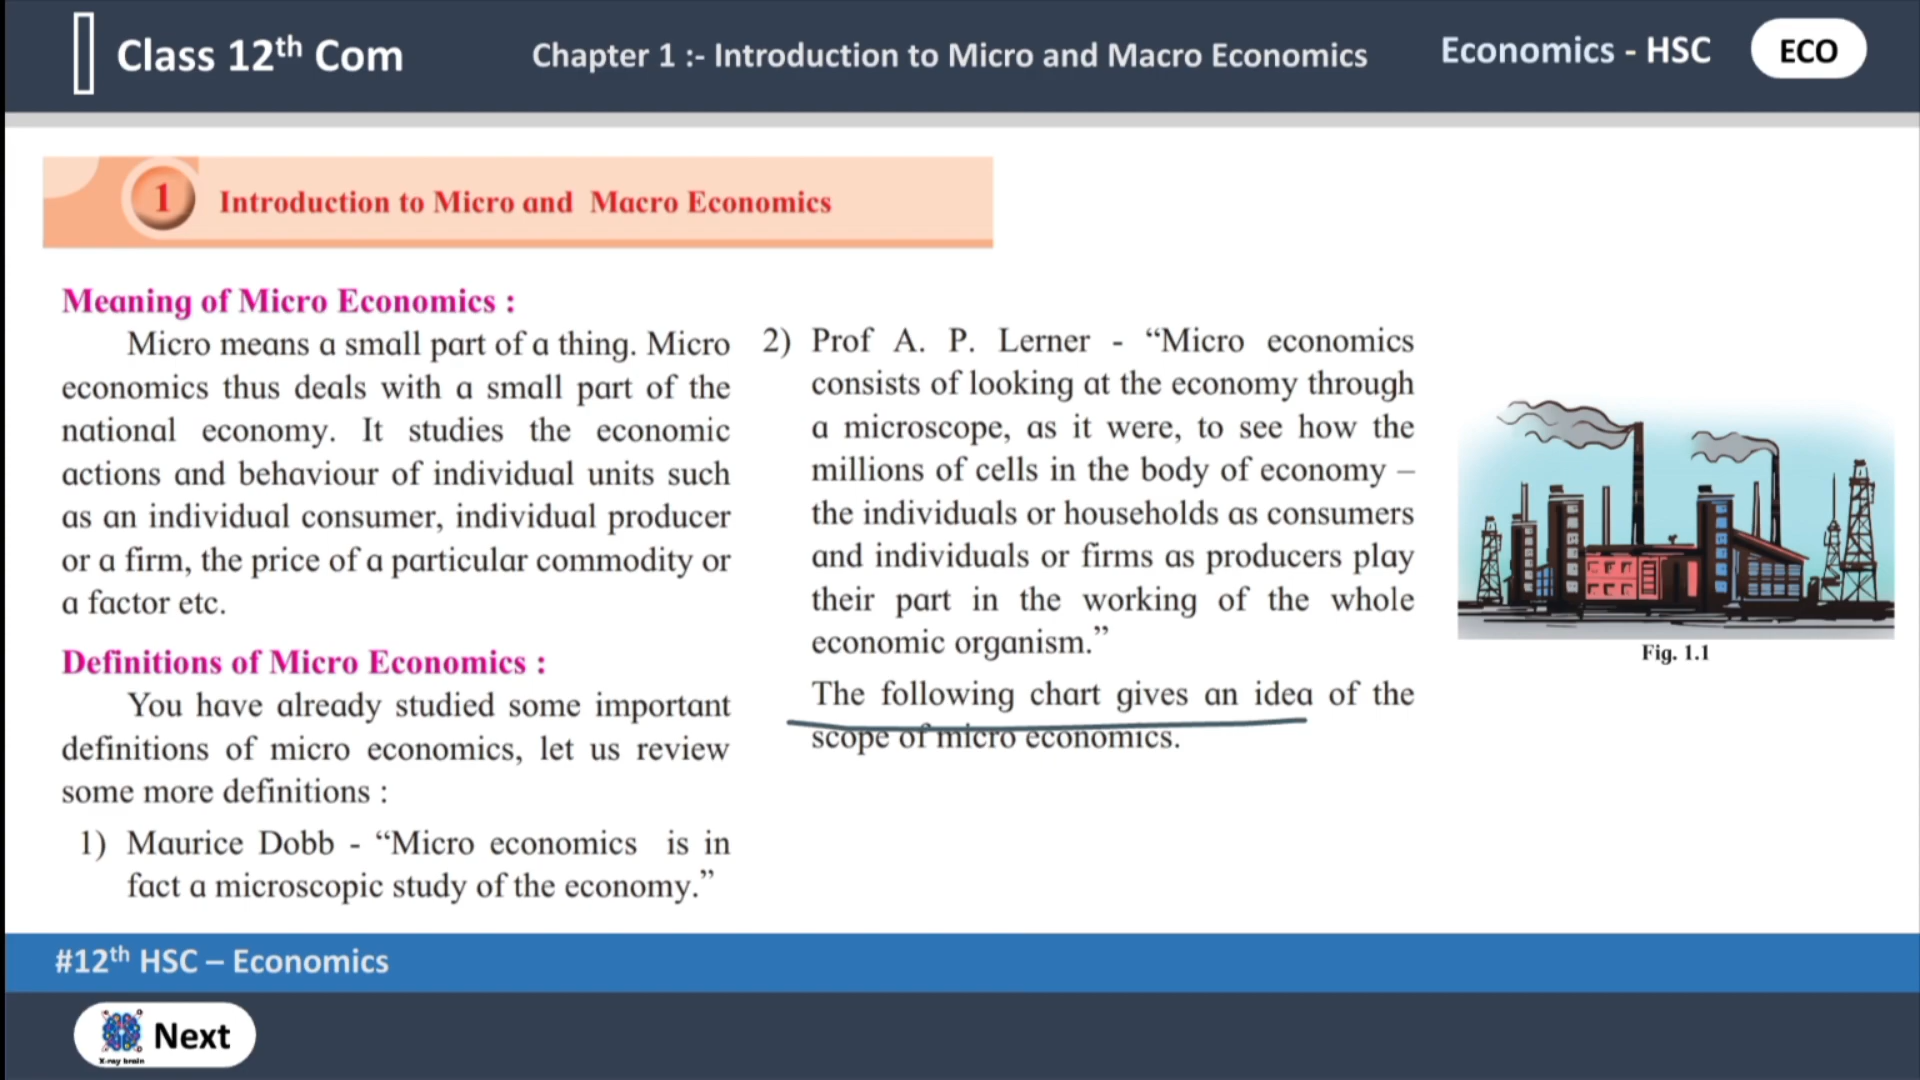 Class 12th Com
Chapter 1 :- Introduction to Micro and Macro Economics
Economics - HSC
ECO
1 Introduction to Micro and Macro Economics
Meaning of Micro Economics :
Micro means a small part of a thing. Micro
economics thus deals with a small part of the
national economy. It studies the economic
actions and behaviour of individual units such
as an individual consumer, individual producer
or a firm, the price of a particular commodity or
a factor etc.
Definitions of Micro Economics :
You have already studied some important
definitions of micro economics, let us review
some more definitions :
1) Maurice Dobb - “Micro economics is in
fact a microscopic study of the economy.”
2) Prof A. P. Lerner - “Micro economics
consists of looking at the economy through
a microscope, as it were, to see how the
millions of cells in the body of economy –
the individuals or households as consumers
and individuals or firms as producers play
their part in the working of the whole
economic organism.”
The following chart gives an idea of the
scope of micro economics.
Fig. 1.1
#12th HSC – Economics
X-ray brain
Next